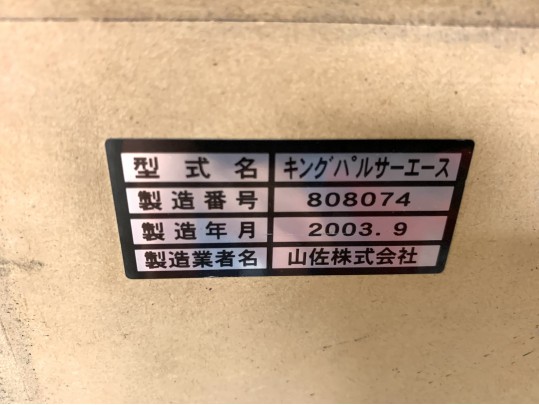 型式名 キングパルサーエース
製造番号 808074
製造年月 2003.9
製造業者名 山佐株式会社